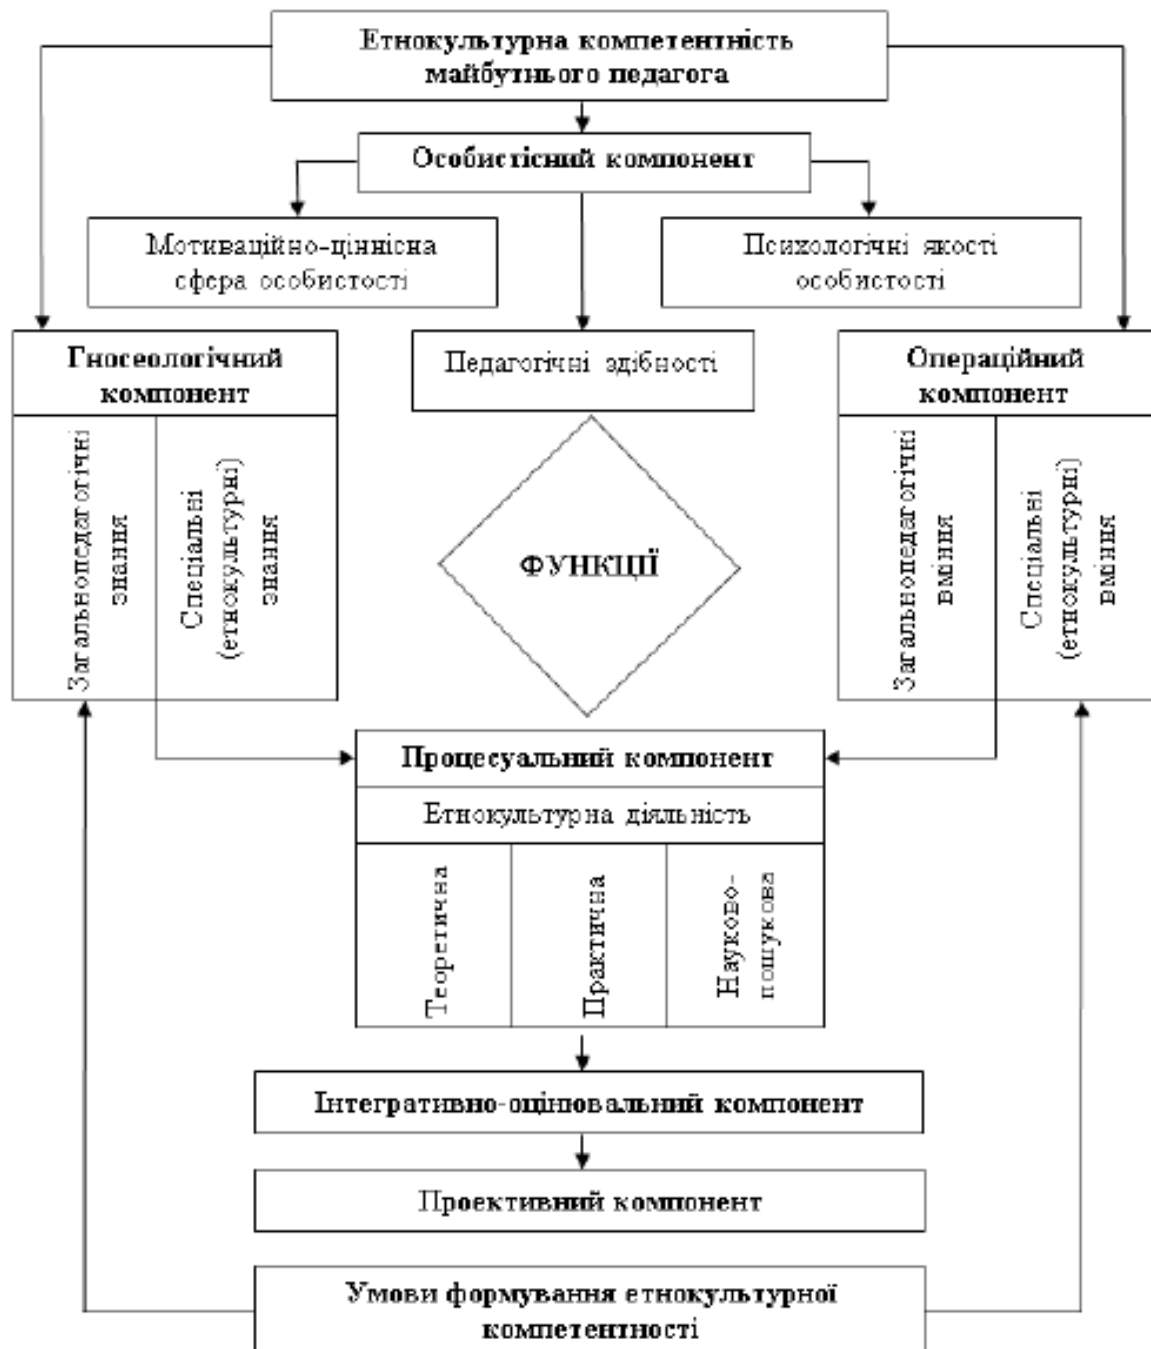 Етнокультурна компетентність
майбутнього педагога
Особистісний компонент
Мотиваційно-ціннісна
сфера особистості
Психологічні якості
особистості
Гносеологічний
компонент
Педагогічні здібності
Операційний
компонент
Загальнопедагогічні
знання
Спеціальні
(етнокультурні)
знання
ФУНКЦІЇ
Загальнопедагогічні
вміння
Спеціальні
(етнокультурні)
вміння
Процесуальний компонент
Етнокультурна діяльність
Теоретична
Практична
Науково-
пошукова
Інтегративно-оцінювальний компонент
Проективний компонент
Умови формування етнокультурної
компетентності